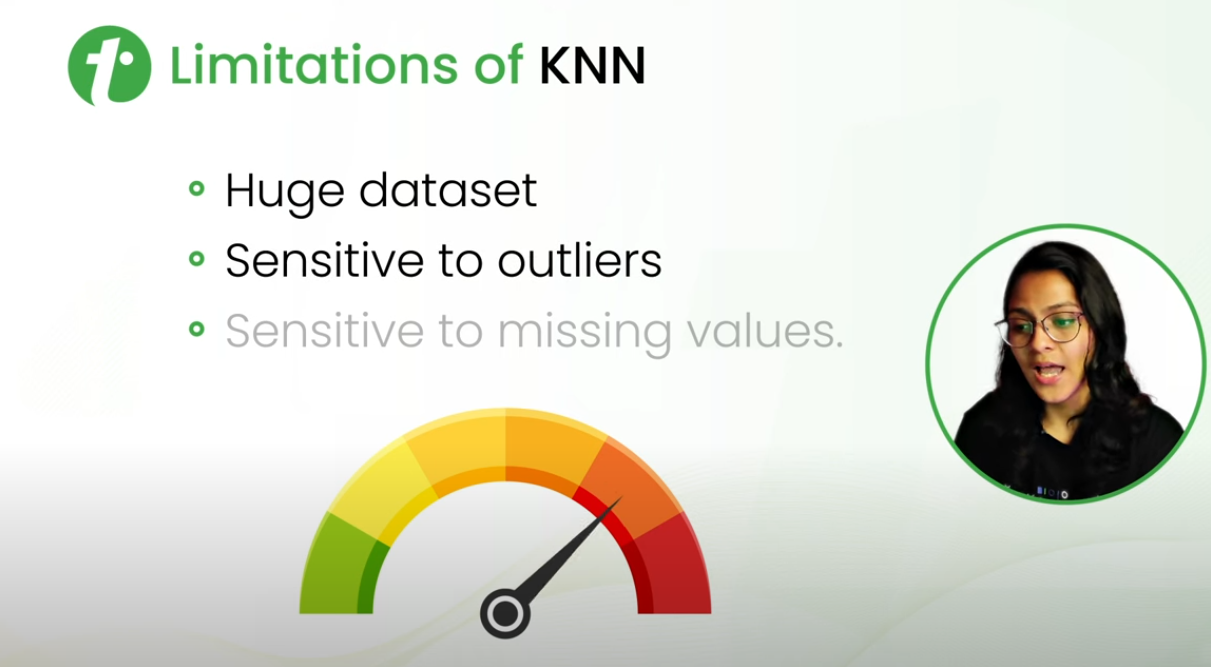 Limitations of KNN
Huge dataset
Sensitive to outliers
Sensitive to missing values.